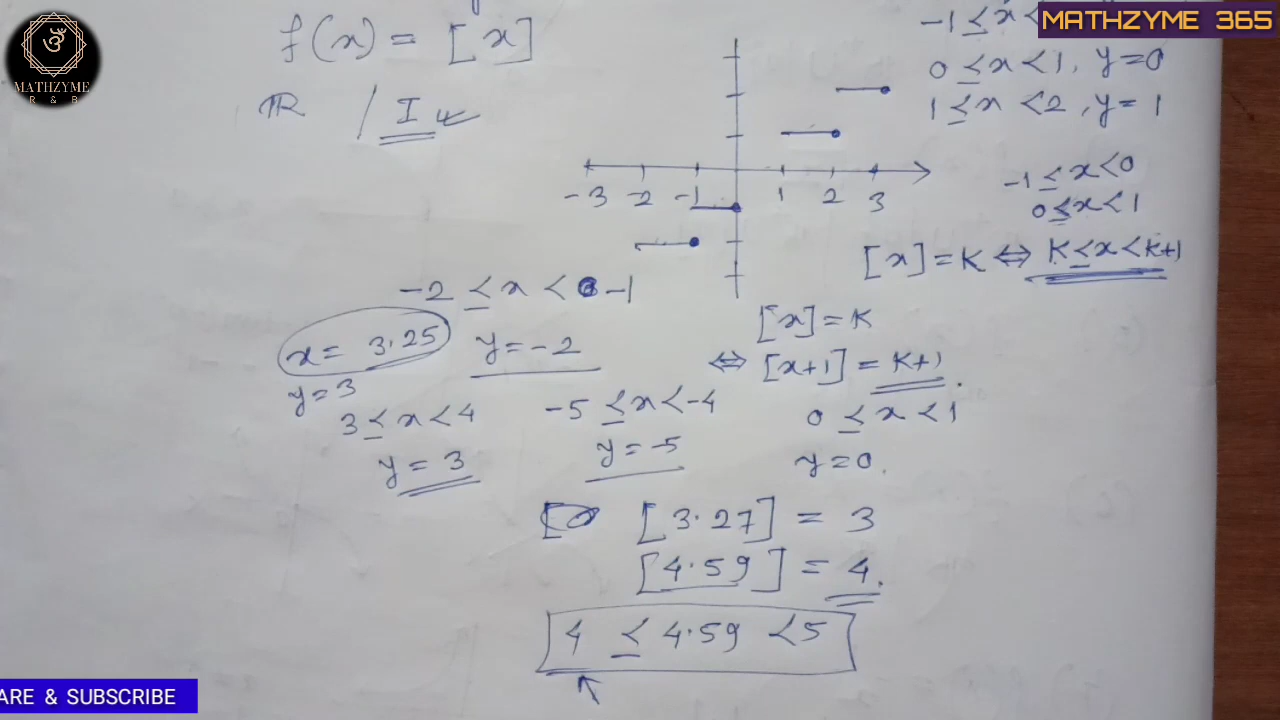 ॐ
MATHZYME
R & B
MATHZYME 365
f(x) = [x]
ℝ / I
-1 ≤ x <
0 ≤ x < 1, y = 0
1 ≤ x < 2, y = 1
-3 -2 -1 1 2 3
-1 ≤ x < 0
0 ≤ x < 1
[x] = K ⇔ K ≤ x < K+1
-2 ≤ x < -1
x = 3.25 y = -2
y = 3
3 ≤ x < 4
y = 3
-5 ≤ x < -4
y = -5
[x] = K
⇔ [x+1] = K+1.
0 ≤ x < 1
y = 0.
[3.27] = 3
[4.59] = 4.
4 ≤ 4.59 < 5
ARE & SUBSCRIBE